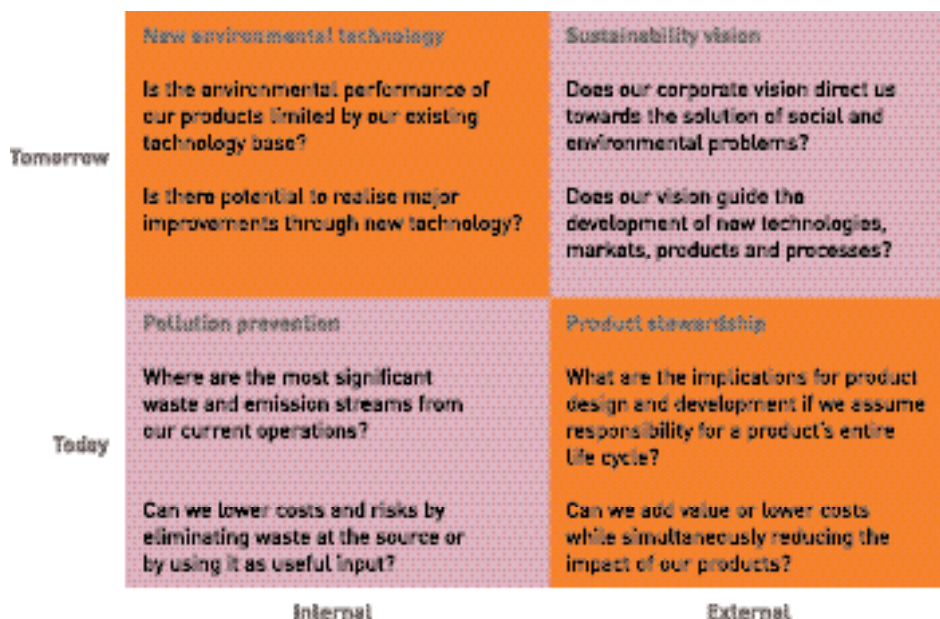 New environmental technology
Is the environmental performance of
our products limited by our existing
technology base?
Is there potential to realise major
improvements through new technology?
Sustainability vision
Does our corporate vision direct us
towards the solution of social and
environmental problems?
Does our vision guide the
development of new technologies,
markets, products and processes?
Tomorrow
Pollution prevention
Where are the most significant
waste and emission streams from
our current operations?
Can we lower costs and risks by
eliminating waste at the source or
by using it as useful input?
Product stewardship
What are the implications for product
design and development if we assume
responsibility for a product's entire
life cycle?
Can we add value or lower costs
while simultaneously reducing the
impact of our products?
Today
Internal
External